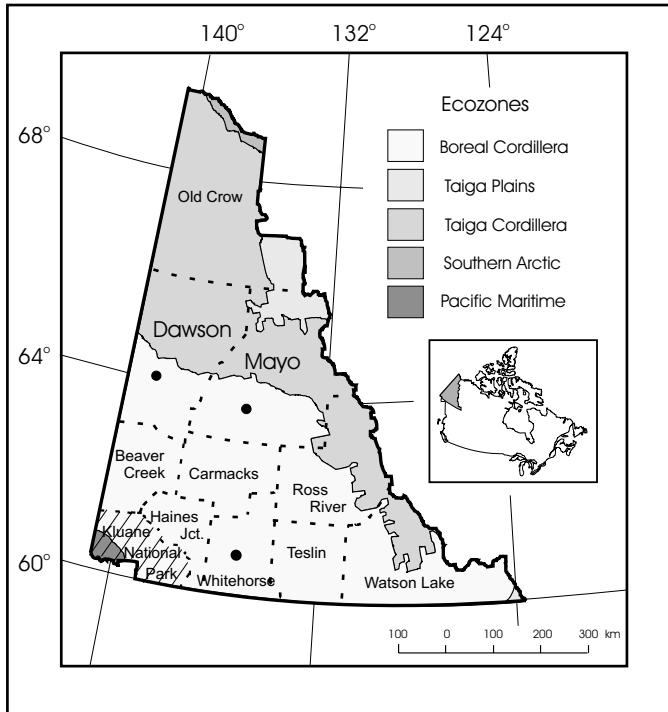 140° 132° 124°
Ecozones
68°
Boreal Cordillera
Taiga Plains
Old Crow
Taiga Cordillera
Southern Arctic
Pacific Maritime
Dawson
64°
Mayo
Beaver
Creek
Carmacks
Ross
River
Haines
Jct.
Kluane
National
Park
60°
Teslin
Whitehorse
Watson Lake
100 0 100 200 300 km